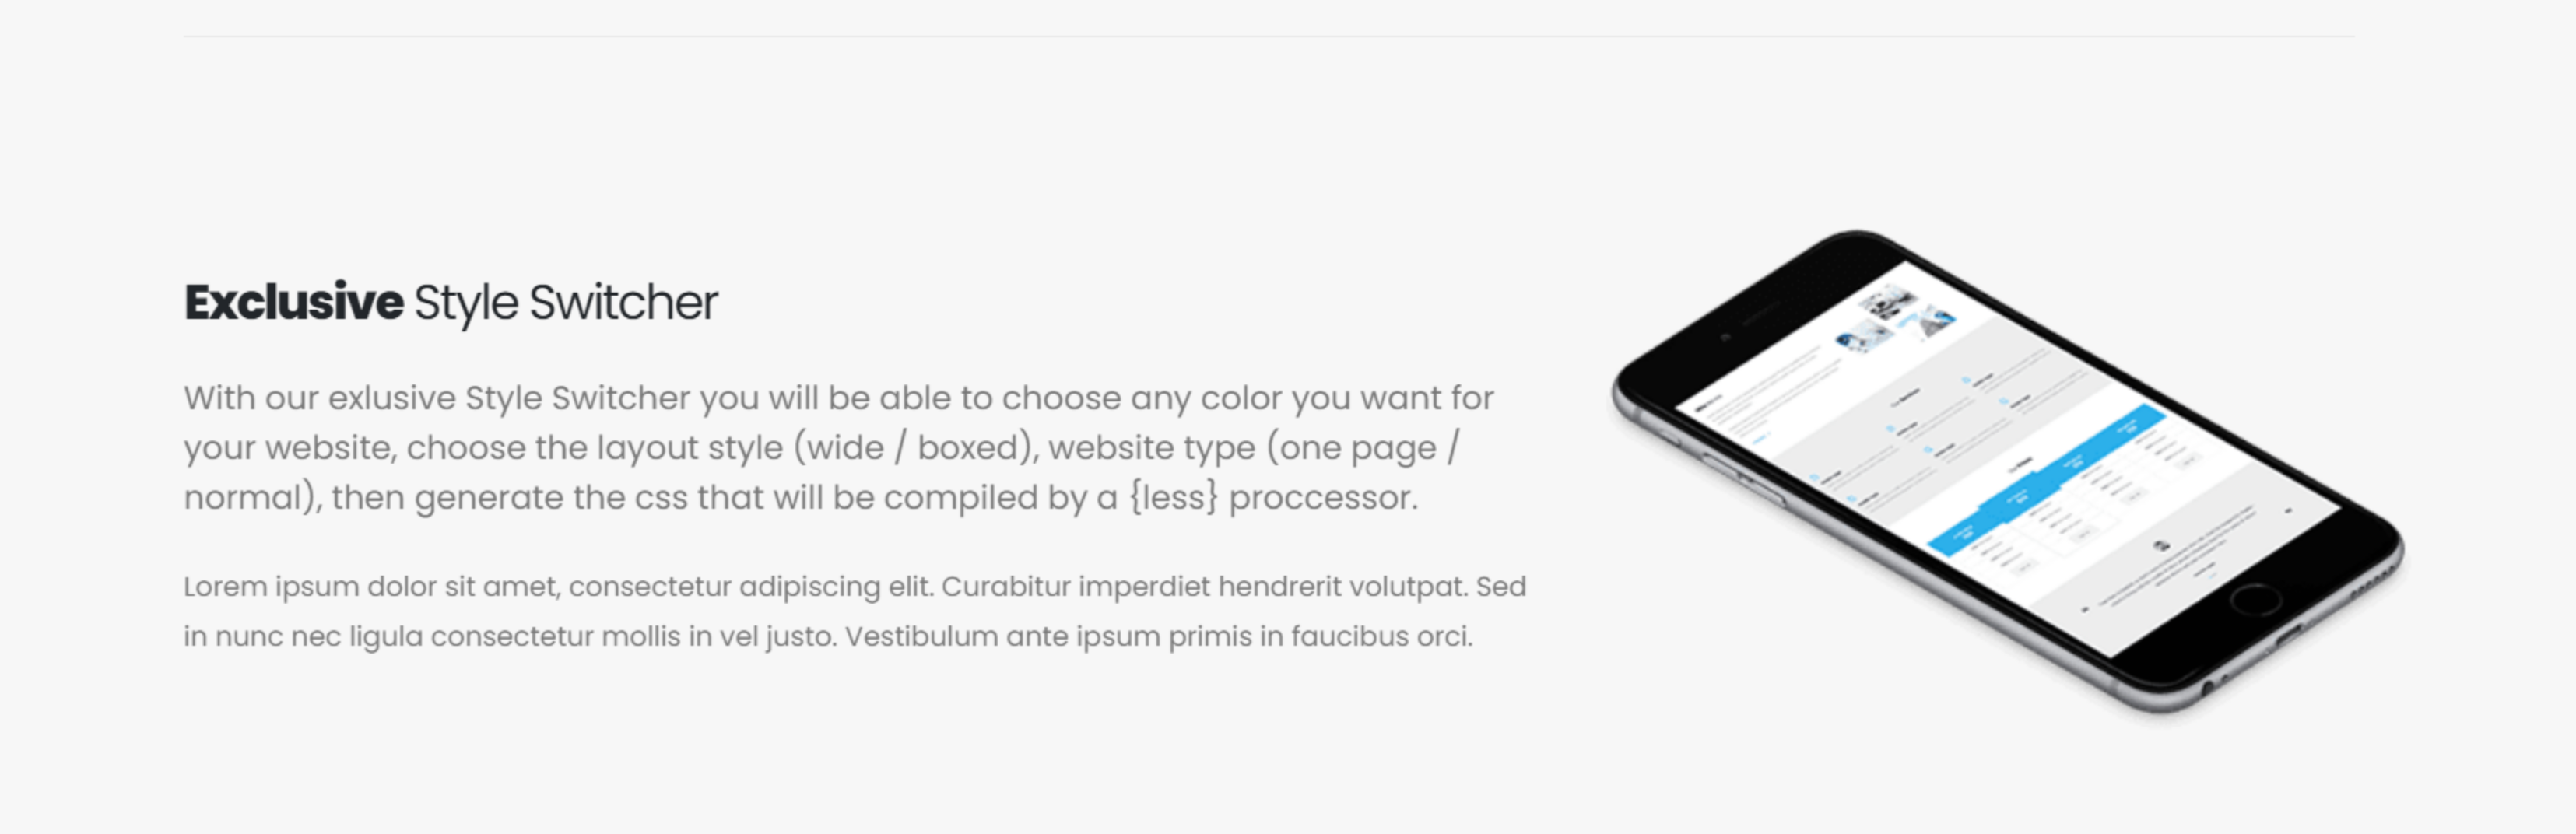 Exclusive Style Switcher
With our exlusive Style Switcher you will be able to choose any color you want for
your website, choose the layout style (wide / boxed), website type (one page /
normal), then generate the css that will be compiled by a {less} proccessor.
Lorem ipsum dolor sit amet, consectetur adipiscing elit. Curabitur imperdiet hendrerit volutpat. Sed
in nunc nec ligula consectetur mollis in vel justo. Vestibulum ante ipsum primis in faucibus orci.